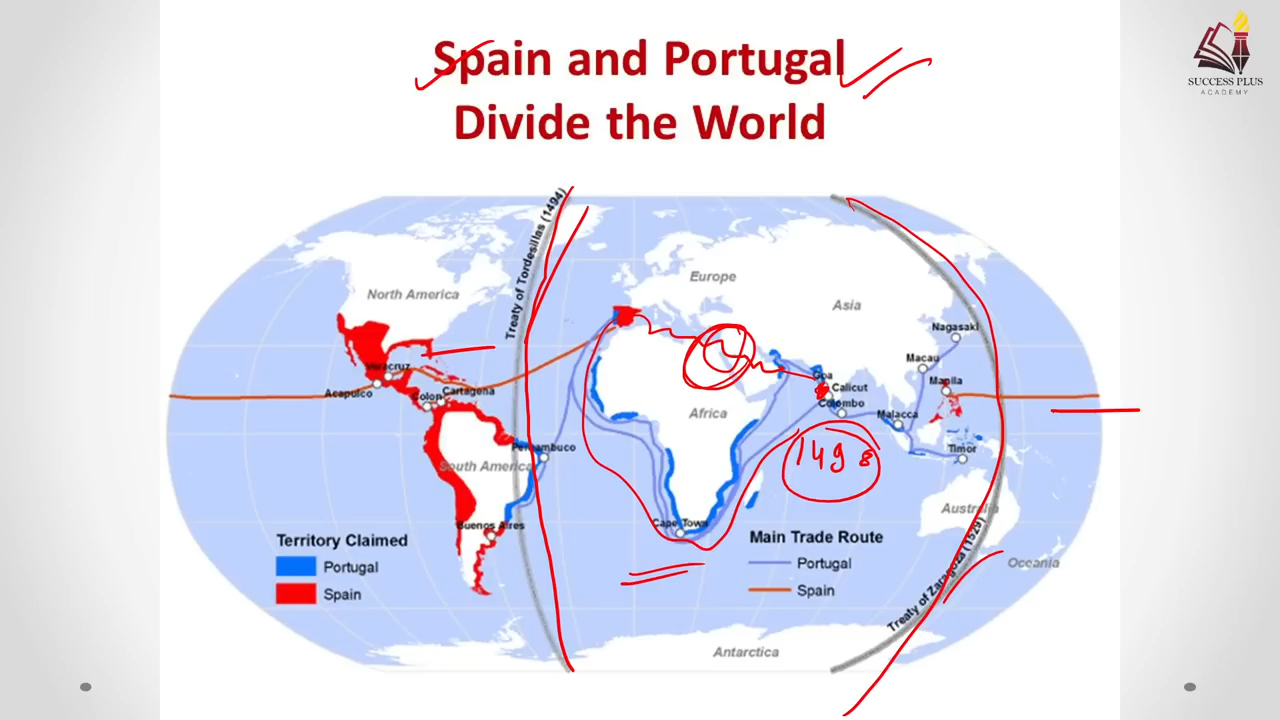 Spain and Portugal
Divide the World
SUCCESS PLUS
ACADEMY
Treaty of Tordesillas (1494)
North America
Europe
Asia
Nagasaki
Macau
Veracruz
Acapulco
Colon
Cartagena
Goa
Calicut
Colombo
Manila
Malacca
Africa
Pernambuco
South America
Timor
1498
Buenos Aires
Cape Town
Australia
Territory Claimed
Portugal
Spain
Main Trade Route
Portugal
Spain
Treaty of Zaragoza (1529)
Oceania
Antarctica